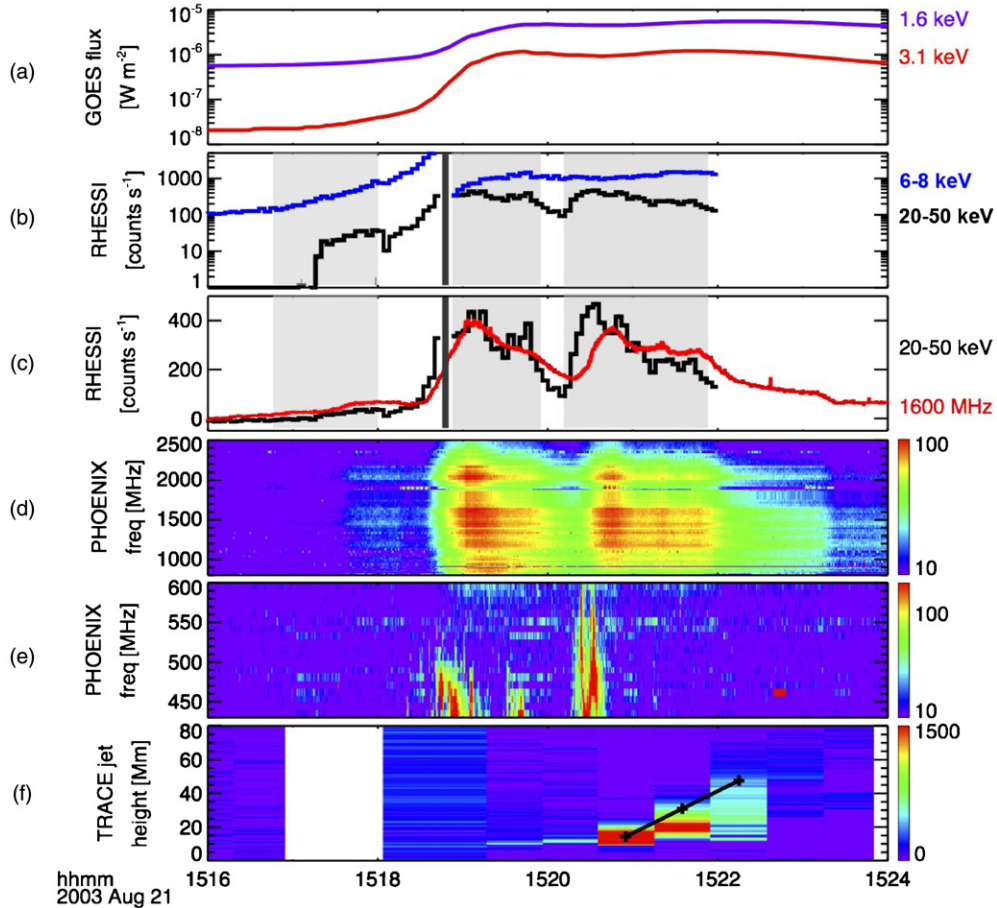 (a)
GOES flux
[W m⁻²]
10⁻⁵
10⁻⁶
10⁻⁷
10⁻⁸
1.6 keV
3.1 keV
(b)
RHESSI
[counts s⁻¹]
1000
100
10
1
6-8 keV
20-50 keV
(c)
RHESSI
[counts s⁻¹]
400
200
0
20-50 keV
1600 MHz
(d)
PHOENIX
freq [MHz]
2500
2000
1500
1000
100
10
(e)
PHOENIX
freq [MHz]
600
550
500
450
100
10
(f)
TRACE jet
height [Mm]
80
60
40
20
0
1500
0
1516 1518 1520 1522 1524
hhmm
2003 Aug 21